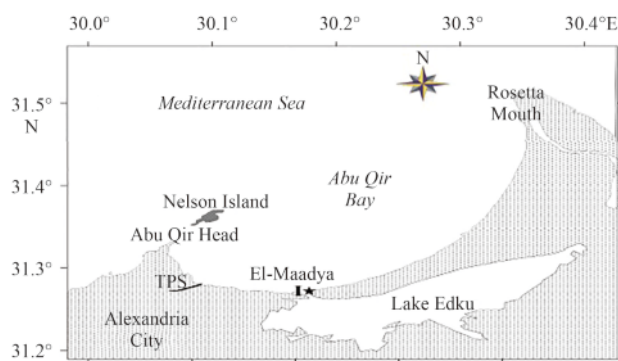 30.0° 30.1° 30.2° 30.3° 30.4°
N
31.5°
N
Mediterranean Sea
Rosetta
Mouth
31.4°
Abu Qir
Bay
Nelson Island
Abu Qir Head
31.3°
TPS
El-Maadya
I★
Lake Edku
Alexandria
City
31.2°